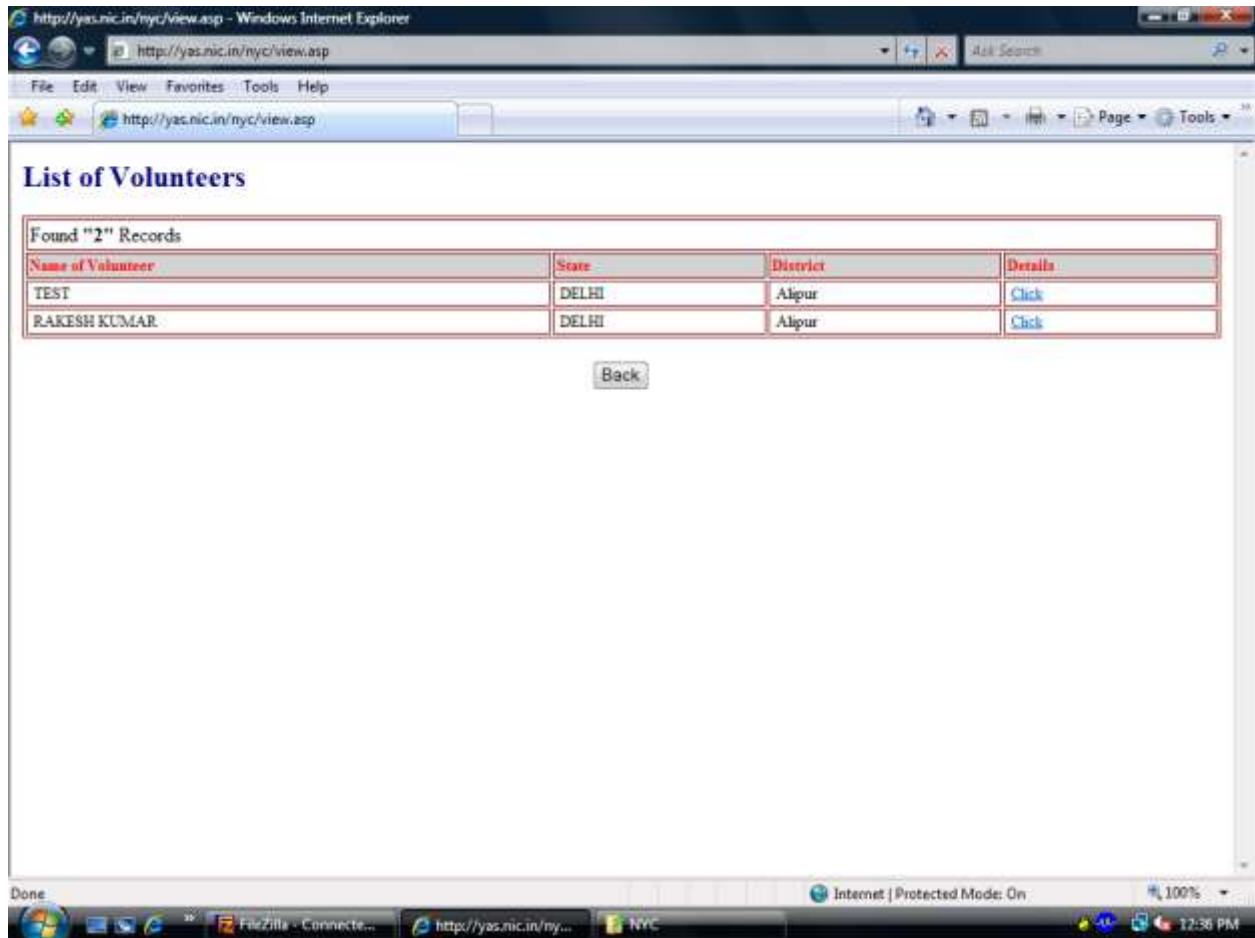 http://yas.nic.in/nyc/view.asp - Windows Internet Explorer
http://yas.nic.in/nyc/view.asp
Ask Search
File Edit View Favorites Tools Help
http://yas.nic.in/nyc/view.asp
Page Tools
List of Volunteers
Found "2" Records
Name of Volunteer State District Details
TEST DELHI Alipur Click
RAKESH KUMAR DELHI Alipur Click
Back
Done Internet | Protected Mode: On 100%
FileZilla - Connecte... http://yas.nic.in/ny... NYC 12:36 PM